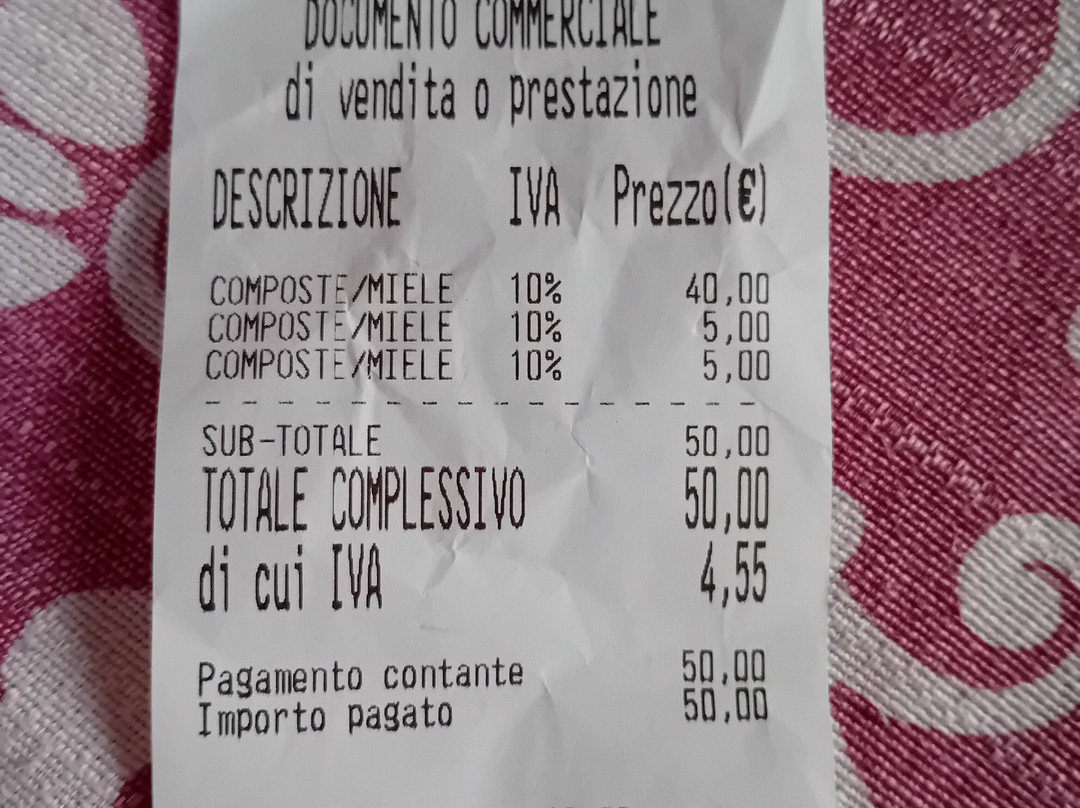 DOCUMENTO COMMERCIALE
di vendita o prestazione
DESCRIZIONE IVA Prezzo(€)
COMPOSTE/MIELE 10% 40,00
COMPOSTE/MIELE 10% 5,00
COMPOSTE/MIELE 10% 5,00
SUB-TOTALE 50,00
TOTALE COMPLESSIVO 50,00
di cui IVA 4,55
Pagamento contante 50,00
Importo pagato 50,00